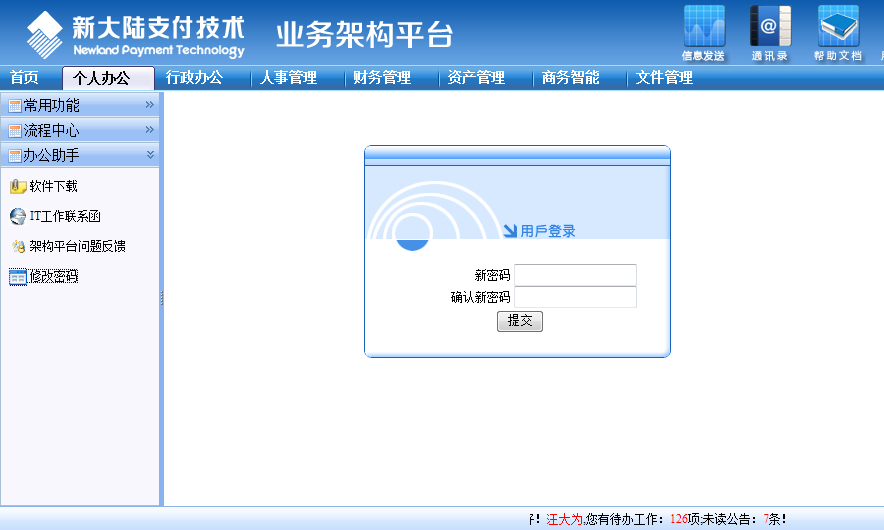 新大陆支付技术
Newland Payment Technology
业务架构平台
信息发送
通讯录
帮助文档
首页
个人办公
行政办公
人事管理
财务管理
资产管理
商务智能
文件管理
常用功能
流程中心
办公助手
软件下载
IT工作联系函
架构平台问题反馈
修改密码
用戶登录
新密码
确认新密码
提交
! 汪大为,您有待办工作：126项;未读公告：7条!